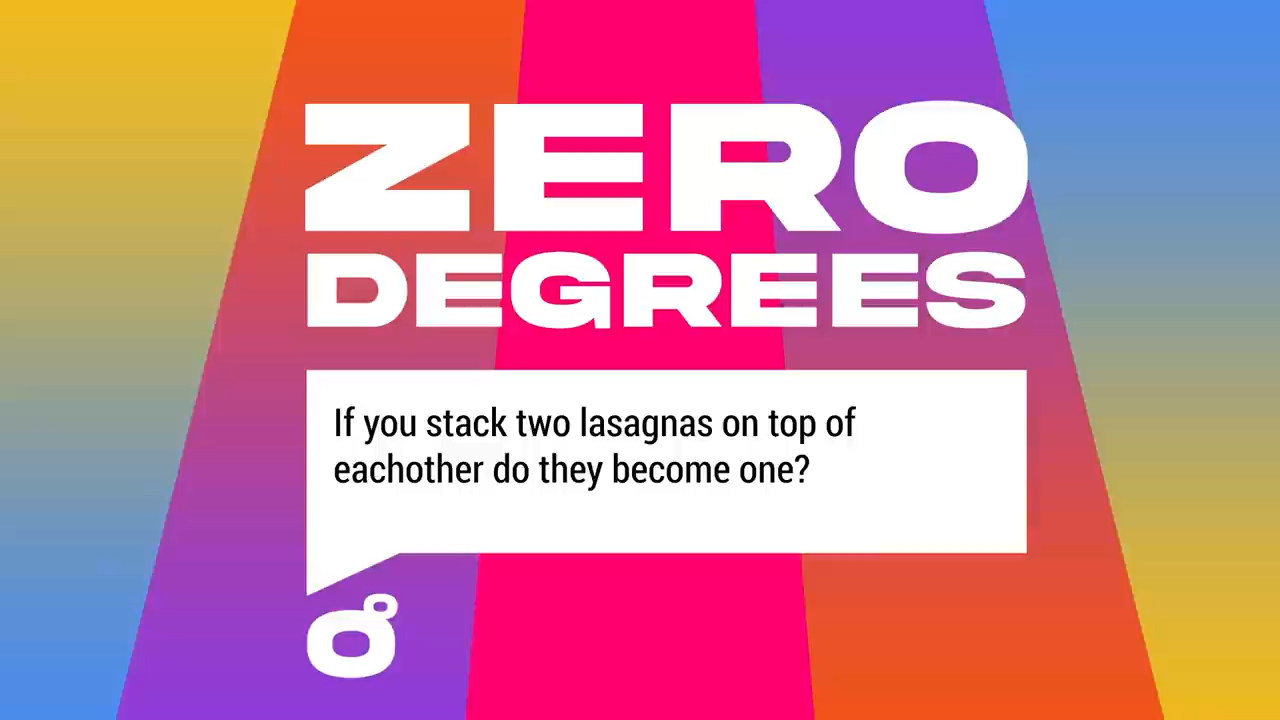 ZERO
DEGREES
If you stack two lasagnas on top of
eachother do they become one?